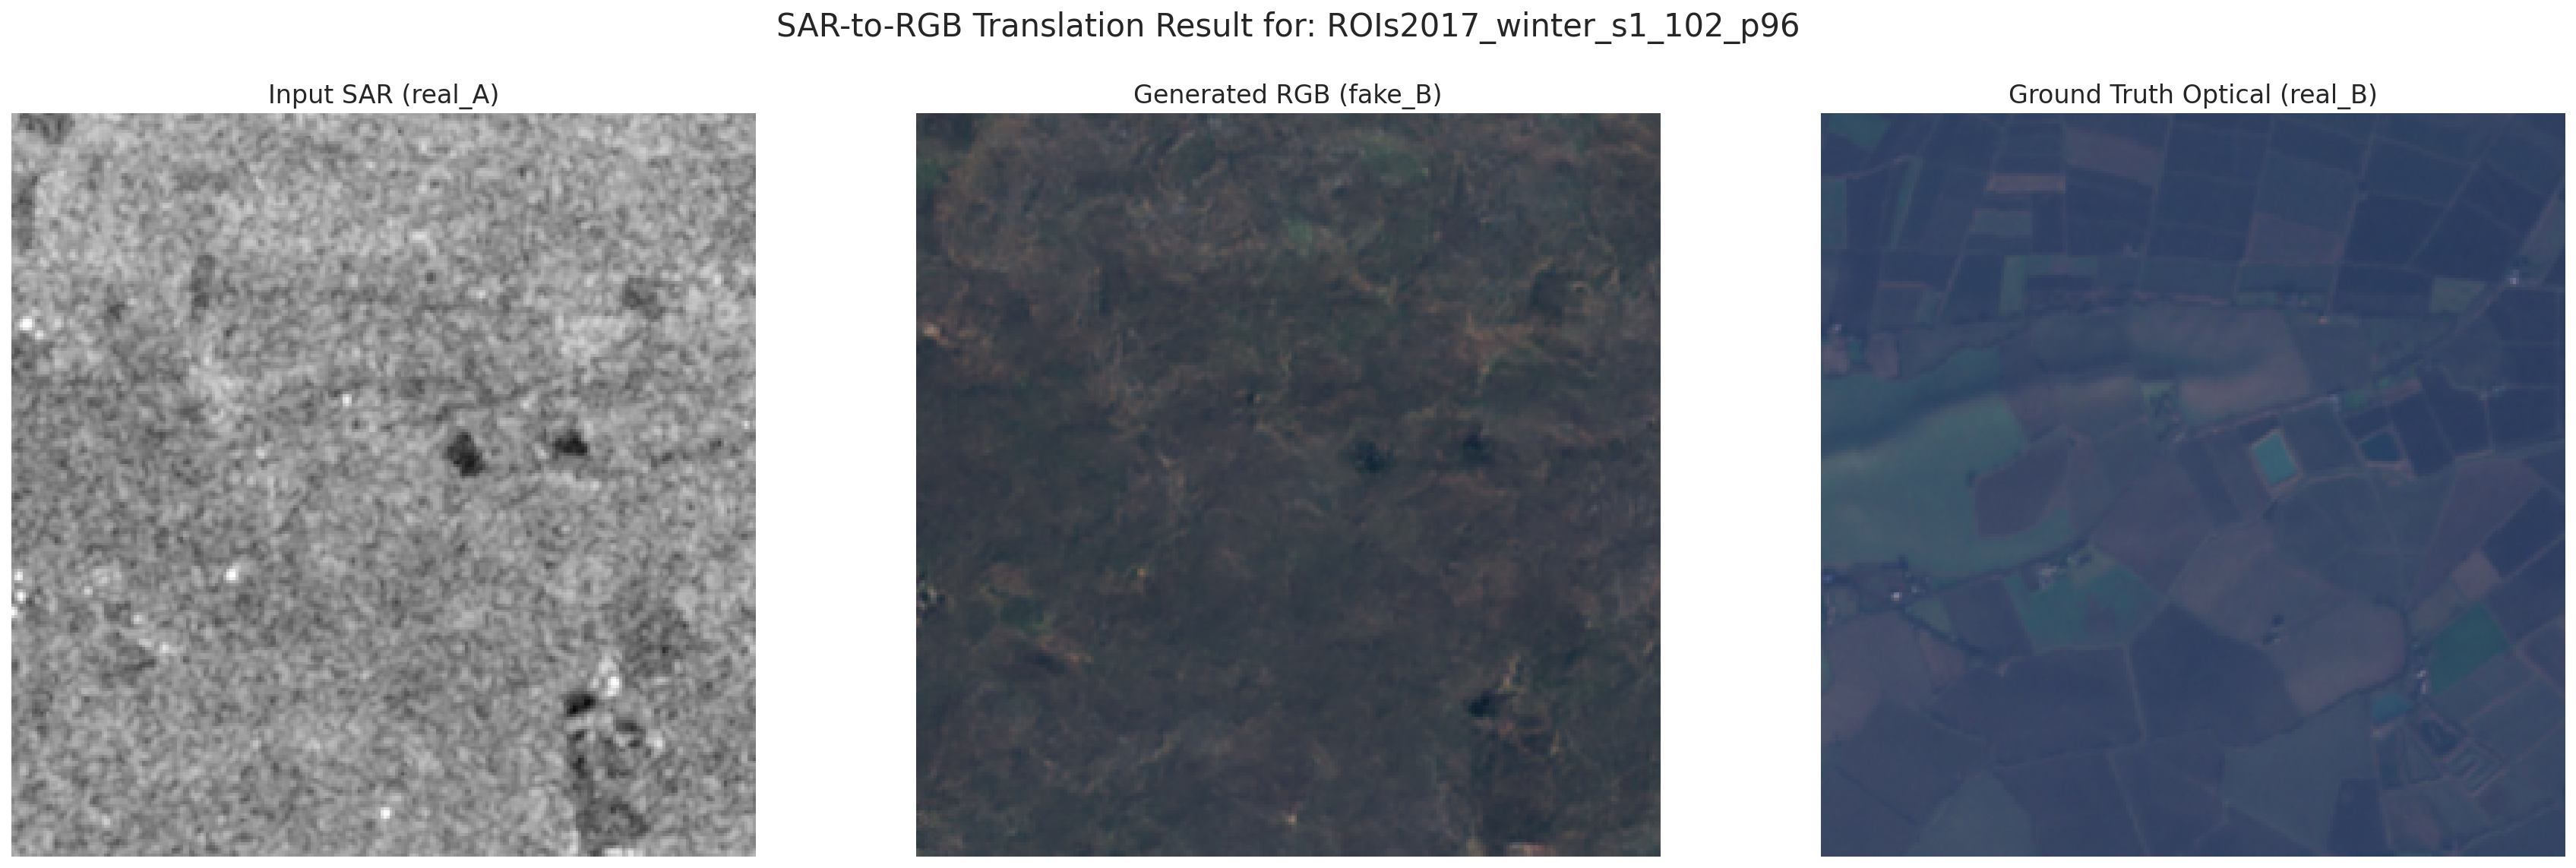 SAR-to-RGB Translation Result for: ROIs2017_winter_s1_102_p96
Input SAR (real_A)
Generated RGB (fake_B)
Ground Truth Optical (real_B)